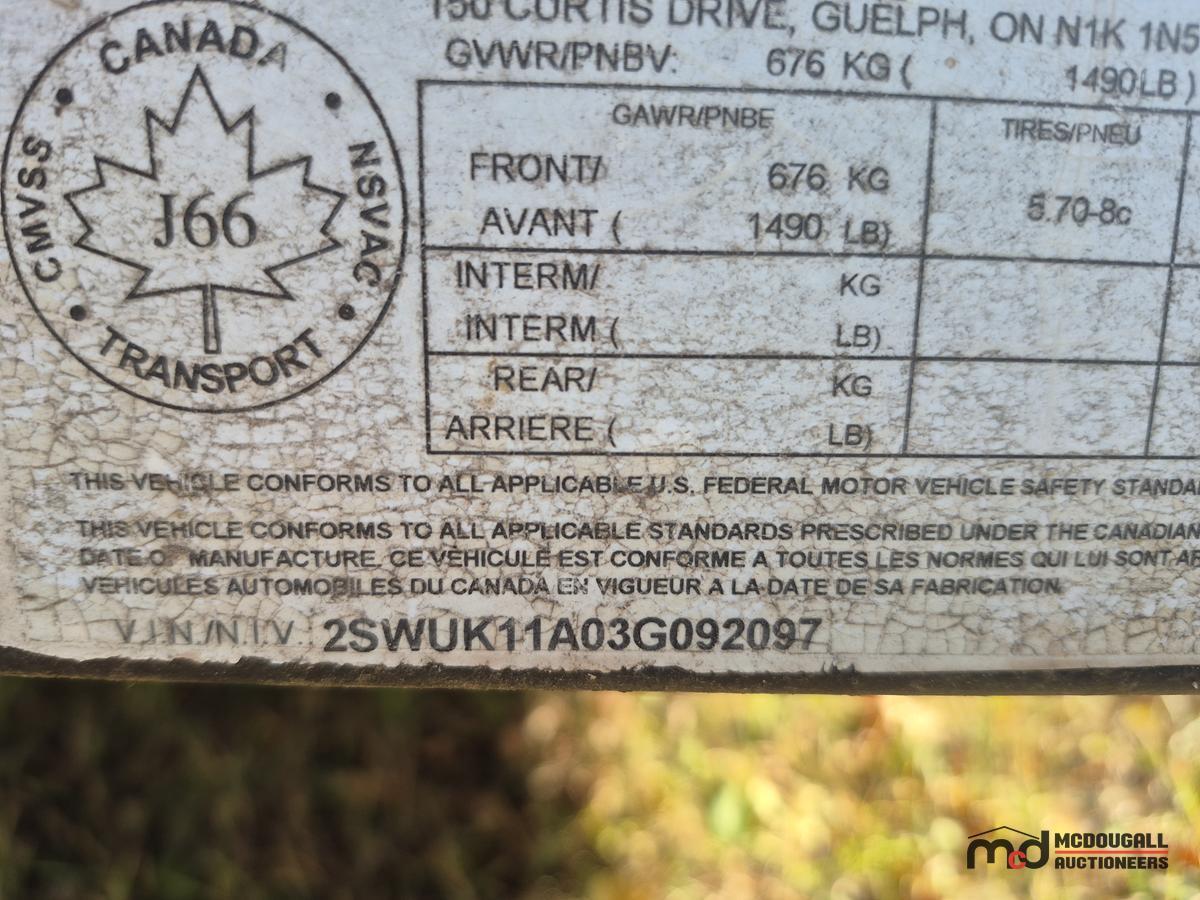 150 CURTIS DRIVE, GUELPH, ON N1K 1N5
GVWR/PNBV: 676 KG ( 1490LB )
CANADA
CMVSS
NSVAC
J66
TRANSPORT
GAWR/PNBE TIRES/PNEU
FRONT/ 676 KG
AVANT ( 1490 LB) 5.70-8c
INTERM/ KG
INTERM ( LB)
REAR/ KG
ARRIERE ( LB)
THIS VEHICLE CONFORMS TO ALL APPLICABLE U.S. FEDERAL MOTOR VEHICLE SAFETY STANDA
THIS VEHICLE CONFORMS TO ALL APPLICABLE STANDARDS PRESCRIBED UNDER THE CANADIAN
DATE O MANUFACTURE. CE VÉHICULE EST CONFORME A TOUTES LES NORMES QUI LUI SONT
VEHICULES AUTOMOBILES DU CANADA EN VIGUEUR A LA DATE DE SA FABRICATION.
V.I.N./N.I.V. 2SWUK11A03G092097
mcd MCDOUGALL
AUCTIONEERS